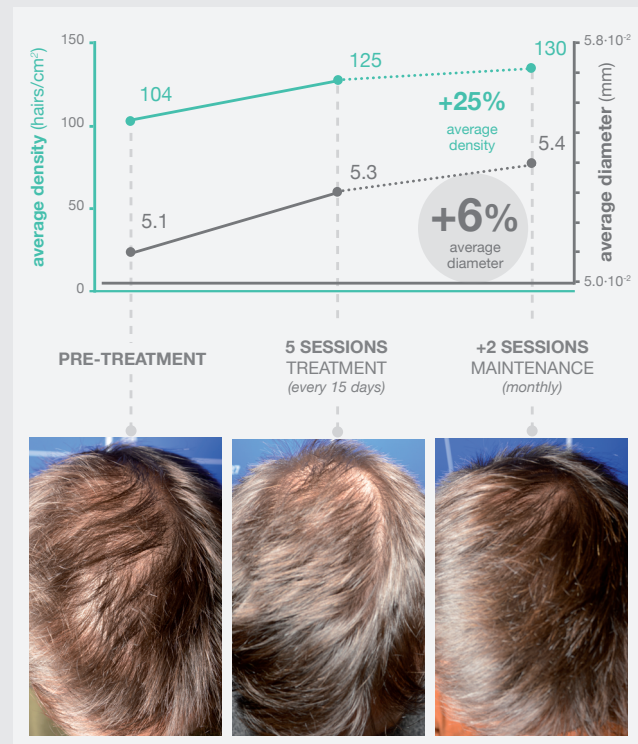 average density (hairs/cm²)
150
100
50
0
104
125
130
+25%
average
density
5.1
5.3
5.4
+6%
average
diameter
5.8·10⁻²
5.0·10⁻²
average diameter (mm)
PRE-TREATMENT
5 SESSIONS
TREATMENT
(every 15 days)
+2 SESSIONS
MAINTENANCE
(monthly)